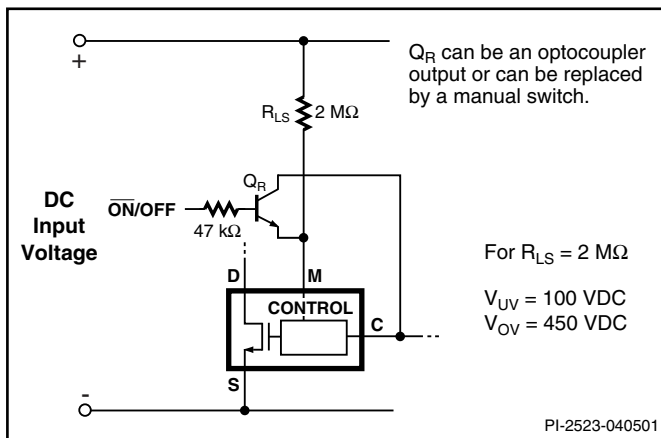 +
Q_R can be an optocoupler
output or can be replaced
by a manual switch.
R_LS 2 MΩ
Q_R
DC
Input
Voltage
O̅N̅/OFF
47 kΩ
For R_LS = 2 MΩ
V_UV = 100 VDC
V_OV = 450 VDC
D M
CONTROL
C
S
-
PI-2523-040501